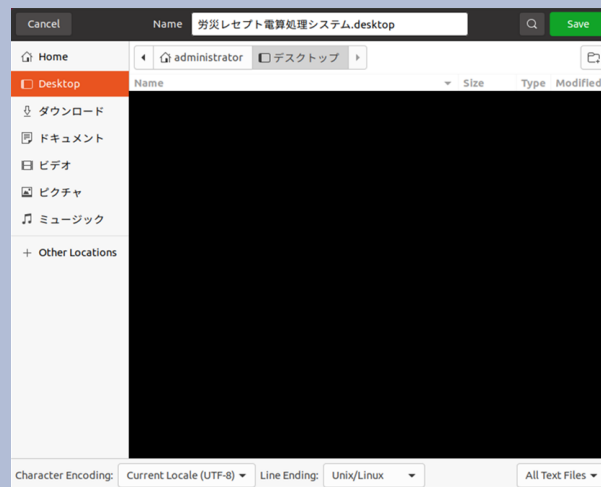 Cancel Name 労災レセプト電算処理システム.desktop Save
Home administrator デスクトップ
Desktop Name Size Type Modified
ダウンロード
ドキュメント
ビデオ
ピクチャ
ミュージック
+ Other Locations
Character Encoding: Current Locale (UTF-8) Line Ending: Unix/Linux All Text Files